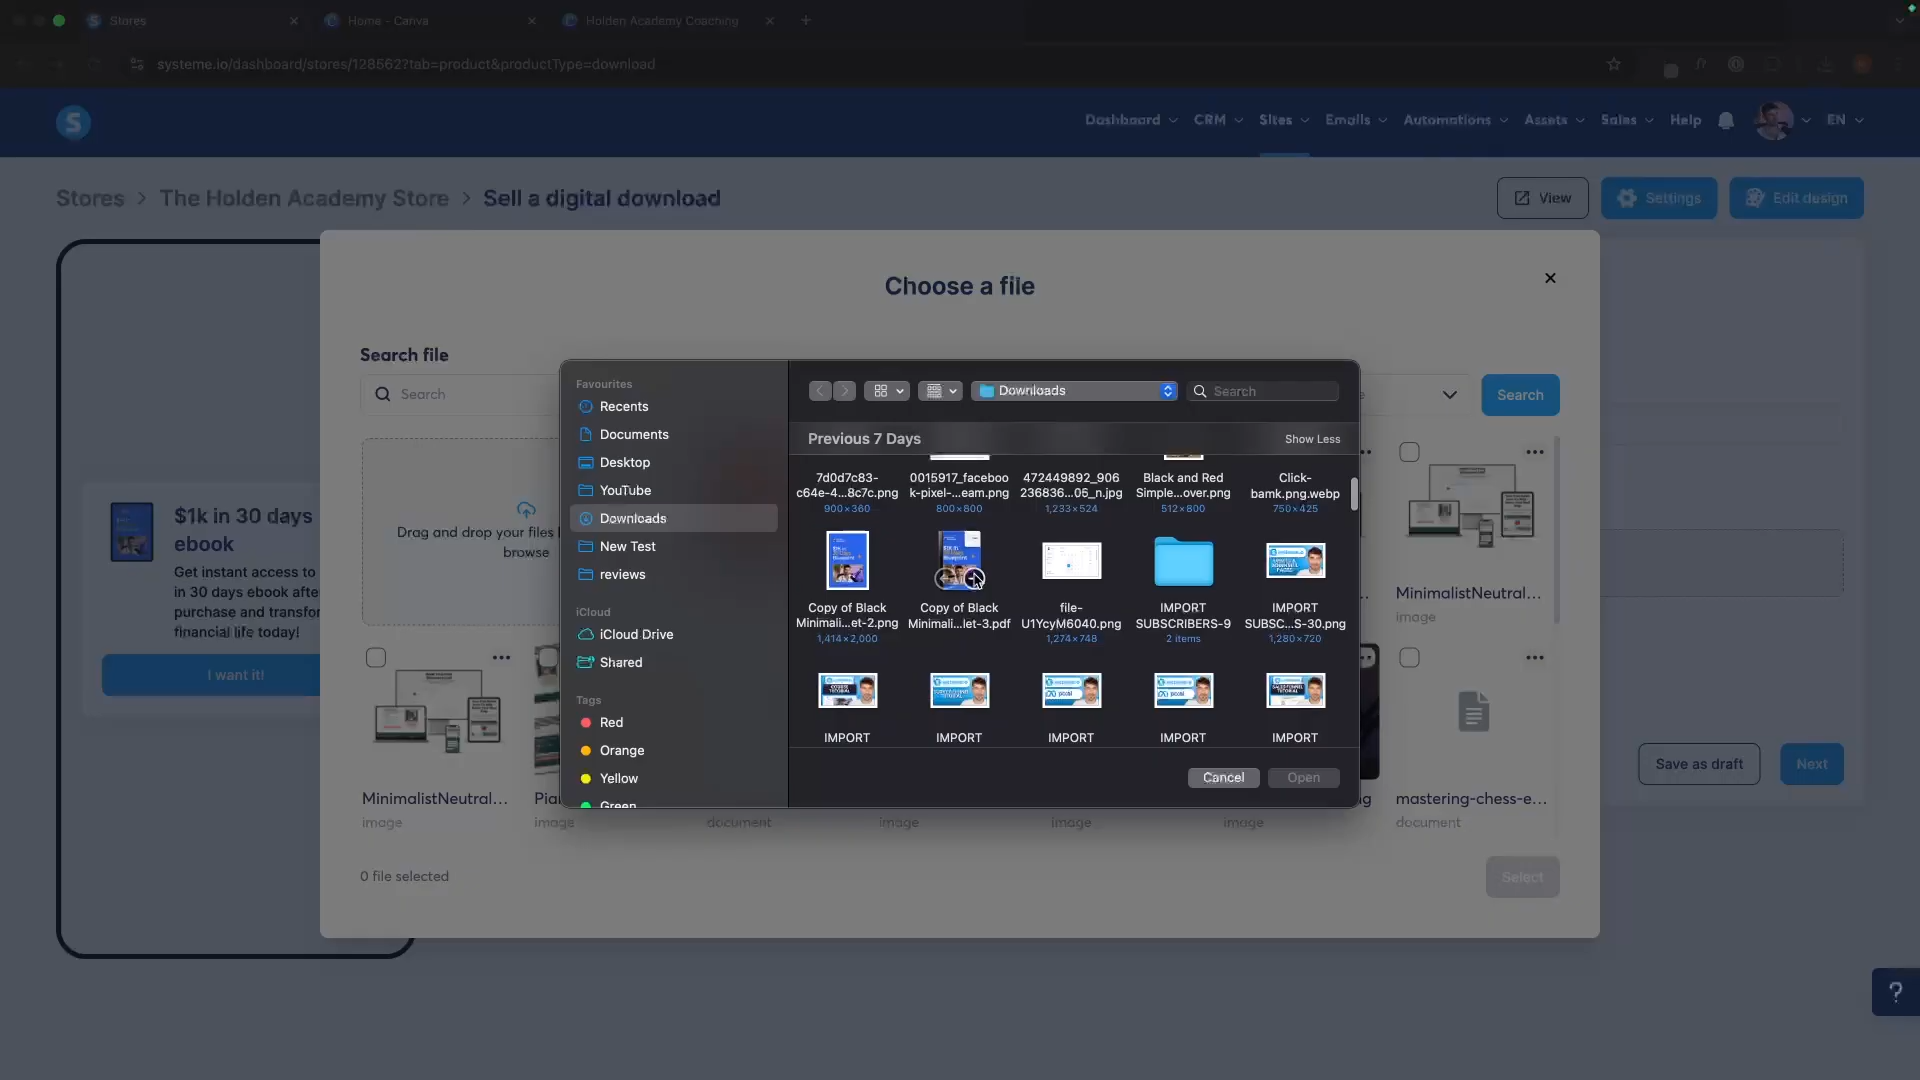 Stores
Home - Canva
Holden Academy Coaching
systeme.io/dashboard/stores/128562?tab=product&productType=download
S
Dashboard
CRM
Sites
Emails
Automations
Assets
Sales
Help
EN
Stores > The Holden Academy Store > Sell a digital download
View
Settings
Edit design
Choose a file
Search file
Search
Search
Drag and drop your files
browse
$1k in 30 days
ebook
Get instant access to
in 30 days ebook after
purchase and transfor
financial life today!
I want it!
Favourites
Recents
Documents
Desktop
YouTube
Downloads
New Test
reviews
iCloud
iCloud Drive
Shared
Tags
Red
Orange
Yellow
Green
Downloads
Search
Previous 7 Days
Show Less
7d0d7c83-
c64e-4...8c7c.png
900×360
0015917_faceboo
k-pixel-...eam.png
800×800
472449892_906
236836...05_n.jpg
1,233×524
Black and Red
Simple...over.png
512×800
Click-
bamk.png.webp
750×425
Copy of Black
Minimali...et-2.png
1,414×2,000
Copy of Black
Minimali...let-3.pdf
file-
U1YcyM6040.png
1,274×748
IMPORT
SUBSCRIBERS-9
2 items
IMPORT
SUBSC...S-30.png
1,280×720
IMPORT
IMPORT
IMPORT
IMPORT
IMPORT
Cancel
Open
MinimalistNeutral...
image
MinimalistNeutral...
image
Pia
image
document
image
image
image
mastering-chess-e...
document
0 file selected
Select
Save as draft
Next
?